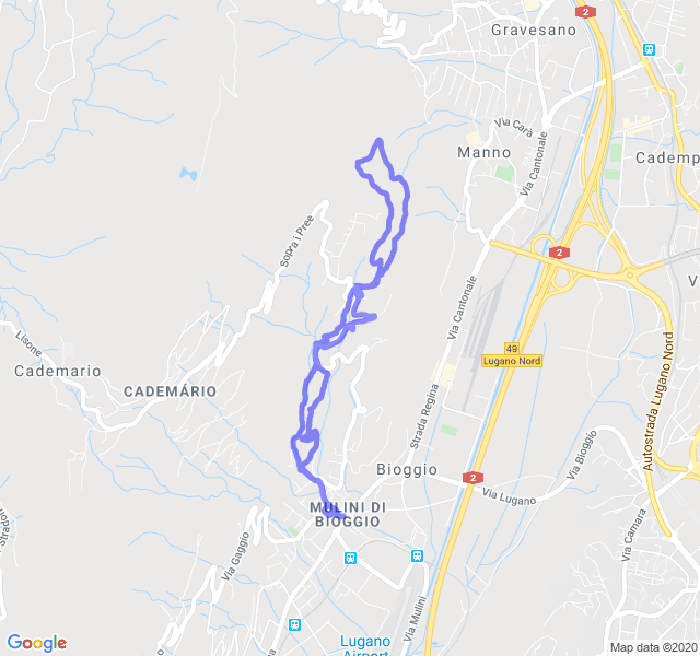 2
Gravesano
Via Carà
Via Cantonale
Manno
Cademp
Sopra i Pree
2
V
Via Cantonale
Lisone
49
Lugano Nord
Cademario
CADEMÁRIO
Autostrada Lugano Nord
Strada Regina
Via Bioggio
Bioggio
2
Via Lugano
MULINI DI
BIOGGIO
Via Camara
Via Gaggio
Via Mulini
Lugano
Airport
Google
Map data ©2020